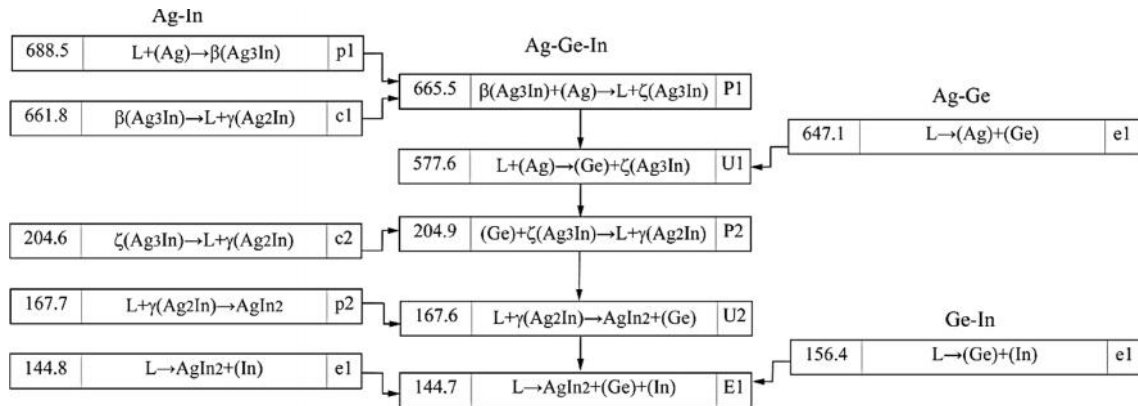 Ag-In
688.5 L+(Ag)→β(Ag3In) p1
661.8 β(Ag3In)→L+γ(Ag2In) c1
204.6 ζ(Ag3In)→L+γ(Ag2In) c2
167.7 L+γ(Ag2In)→AgIn2 p2
144.8 L→AgIn2+(In) e1
Ag-Ge-In
665.5 β(Ag3In)+(Ag)→L+ζ(Ag3In) P1
577.6 L+(Ag)→(Ge)+ζ(Ag3In) U1
204.9 (Ge)+ζ(Ag3In)→L+γ(Ag2In) P2
167.6 L+γ(Ag2In)→AgIn2+(Ge) U2
144.7 L→AgIn2+(Ge)+(In) E1
Ag-Ge
647.1 L→(Ag)+(Ge) e1
Ge-In
156.4 L→(Ge)+(In) e1